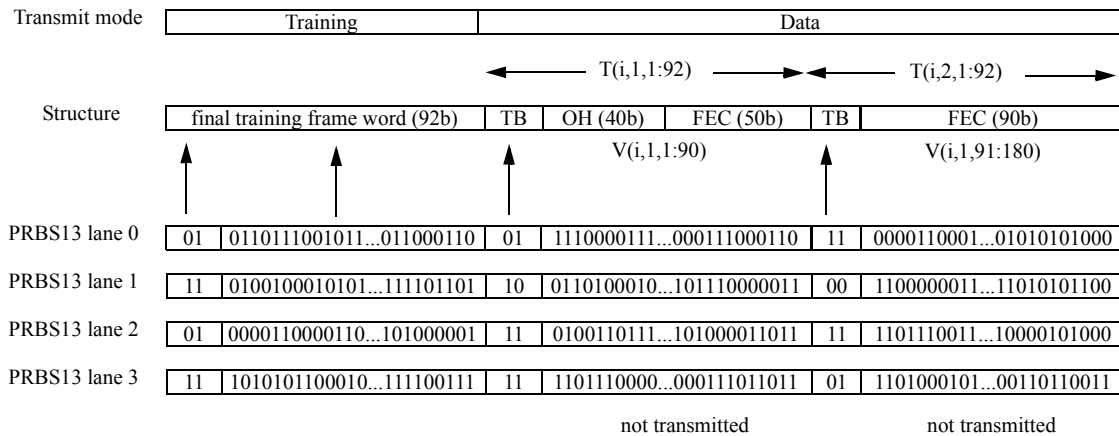 Transmit mode Training Data
T(i,1,1:92) T(i,2,1:92)
Structure final training frame word (92b) TB OH (40b) FEC (50b) TB FEC (90b)
V(i,1,1:90) V(i,1,91:180)
PRBS13 lane 0 01 0110111001011...011000110 01 1110000111...000111000110 11 0000110001...01010101000
PRBS13 lane 1 11 0100100010101...111101101 10 0110100010...101110000011 00 1100000011...11010101100
PRBS13 lane 2 01 0000110000110...101000001 11 0100110111...101000011011 11 1101110011...10000101000
PRBS13 lane 3 11 1010101100010...111100111 11 1101110000...000111011011 01 1101000101...00110110011
not transmitted not transmitted